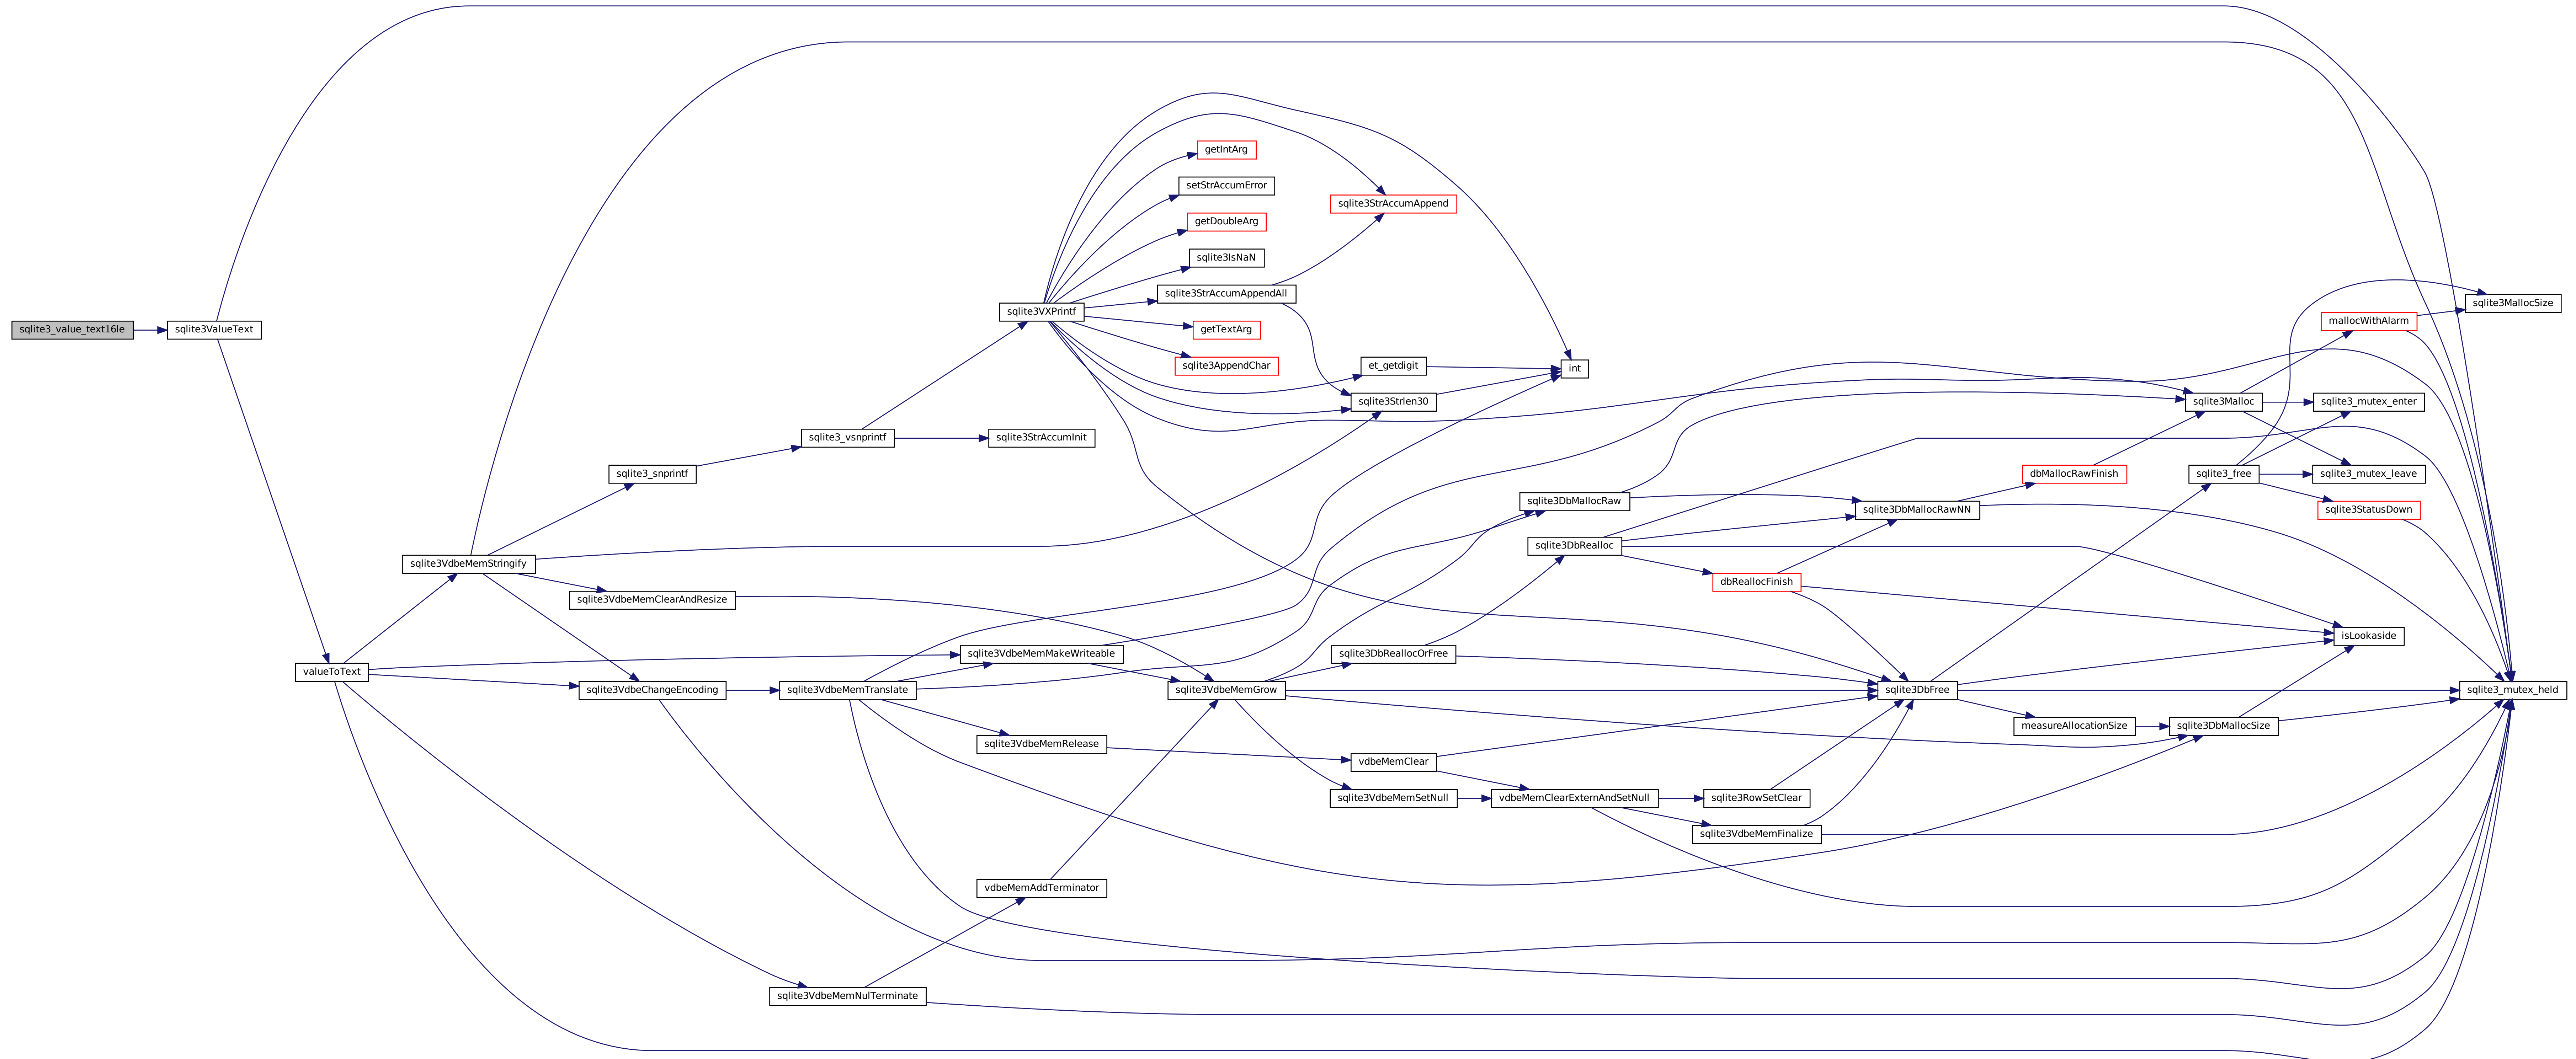 sqlite3_value_text16le
sqlite3ValueText
valueToText
sqlite3VdbeMemStringify
sqlite3_snprintf
sqlite3VdbeMemClearAndResize
sqlite3VdbeChangeEncoding
sqlite3_vsnprintf
sqlite3VdbeMemTranslate
sqlite3VdbeMemNulTerminate
sqlite3VXPrintf
sqlite3StrAccumInit
sqlite3VdbeMemMakeWriteable
sqlite3VdbeMemRelease
vdbeMemAddTerminator
getIntArg
setStrAccumError
getDoubleArg
sqlite3IsNaN
sqlite3StrAccumAppendAll
getTextArg
sqlite3AppendChar
sqlite3VdbeMemGrow
sqlite3StrAccumAppend
et_getdigit
sqlite3Strlen30
sqlite3DbReallocOrFree
vdbeMemClear
sqlite3VdbeMemSetNull
int
sqlite3DbMallocRaw
sqlite3DbRealloc
vdbeMemClearExternAndSetNull
dbReallocFinish
sqlite3RowSetClear
sqlite3VdbeMemFinalize
sqlite3DbMallocRawNN
sqlite3DbFree
dbMallocRawFinish
measureAllocationSize
sqlite3Malloc
sqlite3_free
sqlite3DbMallocSize
mallocWithAlarm
sqlite3_mutex_enter
sqlite3_mutex_leave
sqlite3StatusDown
isLookaside
sqlite3MallocSize
sqlite3_mutex_held